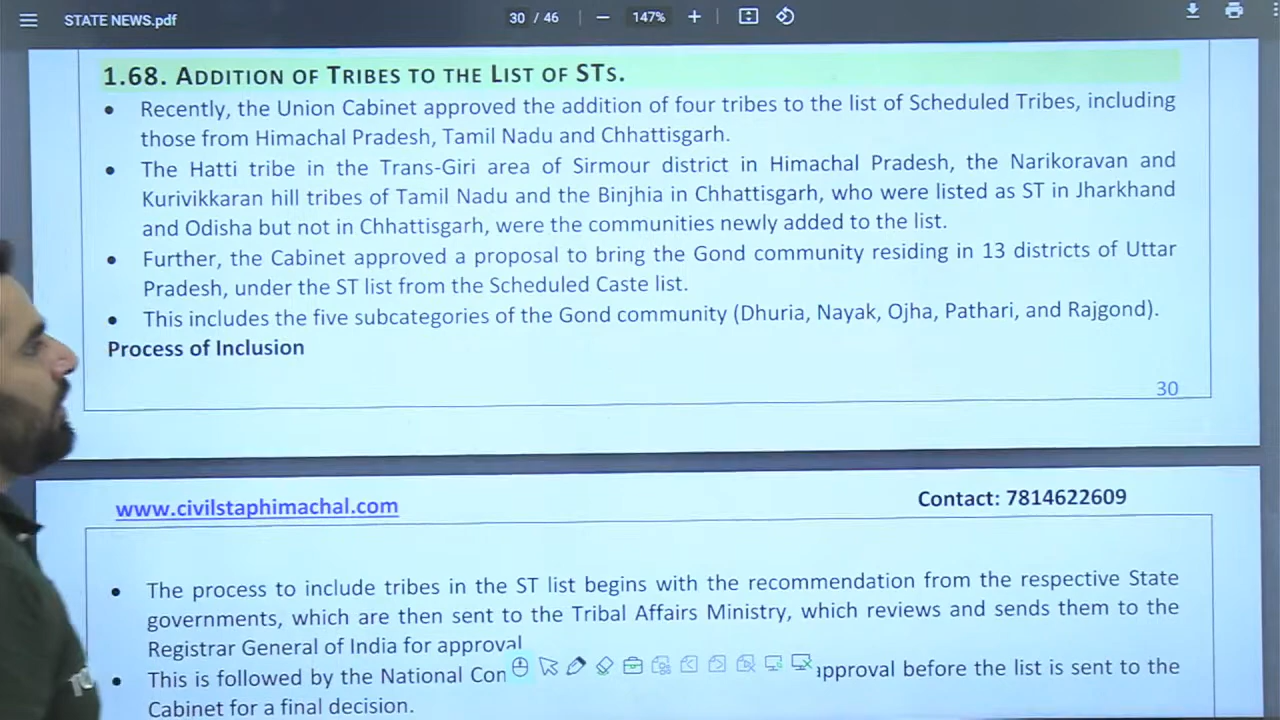 STATE NEWS.pdf
30 / 46
147%
1.68. ADDITION OF TRIBES TO THE LIST OF STS.
• Recently, the Union Cabinet approved the addition of four tribes to the list of Scheduled Tribes, including
those from Himachal Pradesh, Tamil Nadu and Chhattisgarh.
• The Hatti tribe in the Trans-Giri area of Sirmour district in Himachal Pradesh, the Narikoravan and
Kurivikkaran hill tribes of Tamil Nadu and the Binjhia in Chhattisgarh, who were listed as ST in Jharkhand
and Odisha but not in Chhattisgarh, were the communities newly added to the list.
• Further, the Cabinet approved a proposal to bring the Gond community residing in 13 districts of Uttar
Pradesh, under the ST list from the Scheduled Caste list.
• This includes the five subcategories of the Gond community (Dhuria, Nayak, Ojha, Pathari, and Rajgond).
Process of Inclusion
30
www.civilstaphimachal.com
Contact: 7814622609
• The process to include tribes in the ST list begins with the recommendation from the respective State
governments, which are then sent to the Tribal Affairs Ministry, which reviews and sends them to the
Registrar General of India for approval
• This is followed by the National Con approval before the list is sent to the
Cabinet for a final decision.